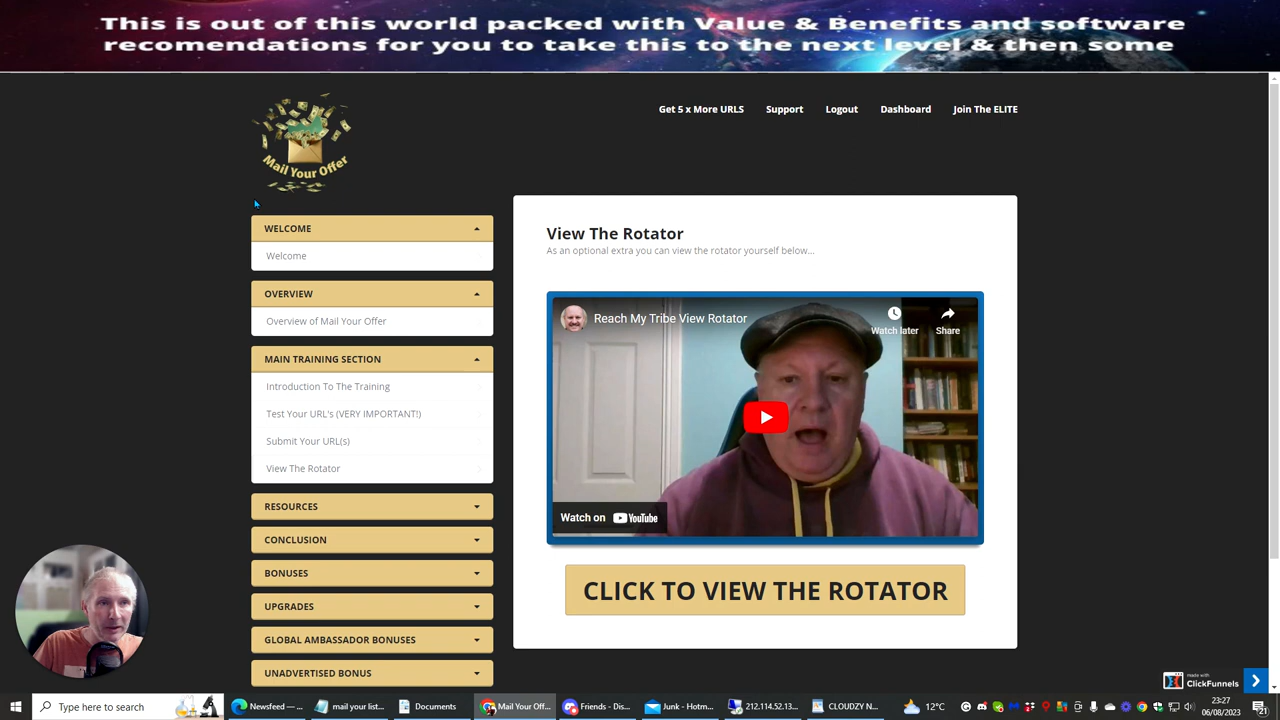 This is out of this world packed with Value & Benefits and software
recomendations for you to take this to the next level & then some
Mail Your Offer
Get 5 x More URLS
Support
Logout
Dashboard
Join The ELITE
WELCOME
Welcome
OVERVIEW
Overview of Mail Your Offer
MAIN TRAINING SECTION
Introduction To The Training
Test Your URL's (VERY IMPORTANT!)
Submit Your URL(s)
View The Rotator
RESOURCES
CONCLUSION
BONUSES
UPGRADES
GLOBAL AMBASSADOR BONUSES
UNADVERTISED BONUS
View The Rotator
As an optional extra you can view the rotator yourself below...
Reach My Tribe View Rotator
Watch later
Share
Watch on YouTube
CLICK TO VIEW THE ROTATOR
made with
ClickFunnels
Type here to search
Newsfeed — ...
mail your list...
Documents
Mail Your Off...
Friends - Dis...
Junk - Hotm...
212.114.52.13...
CLOUDZY N...
12°C
23:27
06/08/2023
21